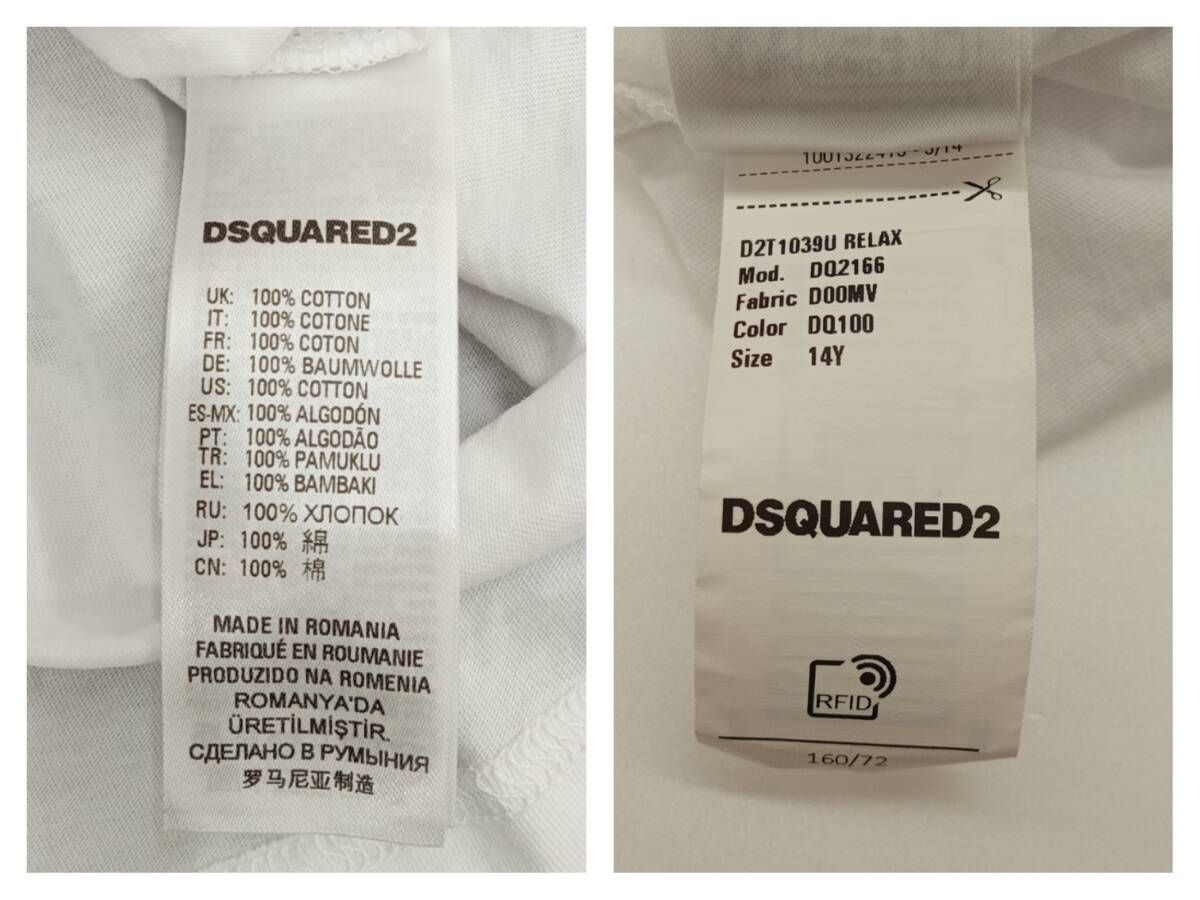 DSQUARED2
UK: 100% COTTON
IT: 100% COTONE
FR: 100% COTON
DE: 100% BAUMWOLLE
US: 100% COTTON
ES-MX: 100% ALGODÓN
PT: 100% ALGODÃO
TR: 100% PAMUKLU
EL: 100% BAMBAKI
RU: 100% ХЛОПОК
JP: 100% 綿
CN: 100% 棉
MADE IN ROMANIA
FABRIQUÉ EN ROUMANIE
PRODUZIDO NA ROMENIA
ROMANYA'DA
ÜRETİLMİŞTİR.
СДЕЛАНО В РУМЫНИЯ
罗马尼亚制造
D2T1039U RELAX
Mod. DQ2166
Fabric D00MV
Color DQ100
Size 14Y
DSQUARED2
RFID
160/72